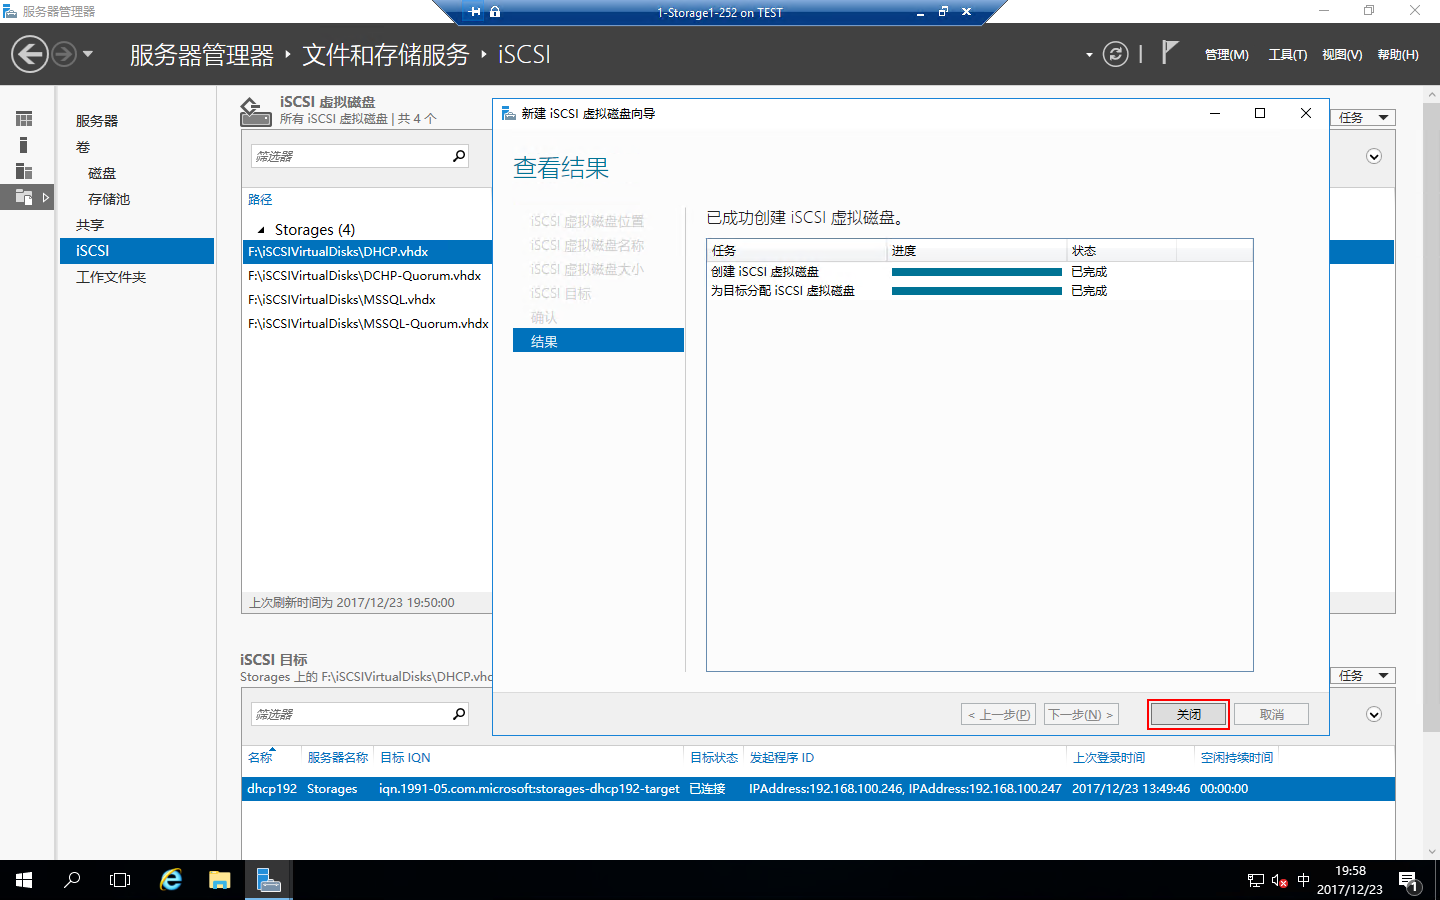 服务器管理器
1-Storage1-252 on TEST
服务器管理器 · 文件和存储服务 · iSCSI
管理(M) 工具(T) 视图(V) 帮助(H)
服务器
卷
磁盘
存储池
共享
iSCSI
工作文件夹
iSCSI 虚拟磁盘
所有 iSCSI 虚拟磁盘 | 共 4 个
任务
筛选器
路径
Storages (4)
F:\iSCSIVirtualDisks\DHCP.vhdx
F:\iSCSIVirtualDisks\DCHP-Quorum.vhdx
F:\iSCSIVirtualDisks\MSSQL.vhdx
F:\iSCSIVirtualDisks\MSSQL-Quorum.vhdx
上次刷新时间为 2017/12/23 19:50:00
新建 iSCSI 虚拟磁盘向导
查看结果
iSCSI 虚拟磁盘位置
iSCSI 虚拟磁盘名称
iSCSI 虚拟磁盘大小
iSCSI 目标
确认
结果
已成功创建 iSCSI 虚拟磁盘。
任务 进度 状态
创建 iSCSI 虚拟磁盘 已完成
为目标分配 iSCSI 虚拟磁盘 已完成
< 上一步(P) 下一步(N) > 关闭 取消
iSCSI 目标
Storages 上的 F:\iSCSIVirtualDisks\DHCP.vhd
任务
筛选器
名称 服务器名称 目标 IQN 目标状态 发起程序 ID 上次登录时间 空闲持续时间
dhcp192 Storages iqn.1991-05.com.microsoft:storages-dhcp192-target 已连接 IPAddress:192.168.100.246, IPAddress:192.168.100.247 2017/12/23 13:49:46 00:00:00
中
19:58
2017/12/23
1